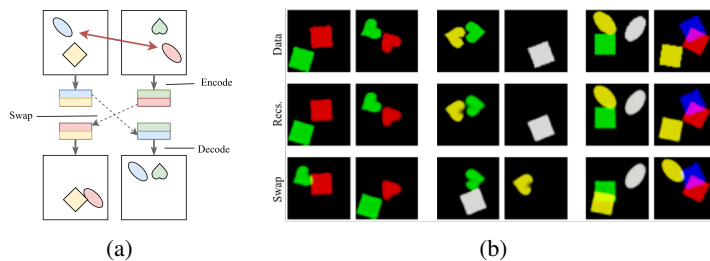 Encode
Swap
Decode
(a)
Data
Recs.
Swap
(b)